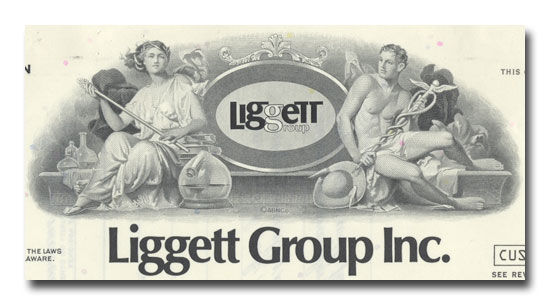 N
THIS
LIGGETT
Group
©ABNCo
Liggett Group Inc.
THE LAWS
AWARE.
CUS
SEE REV